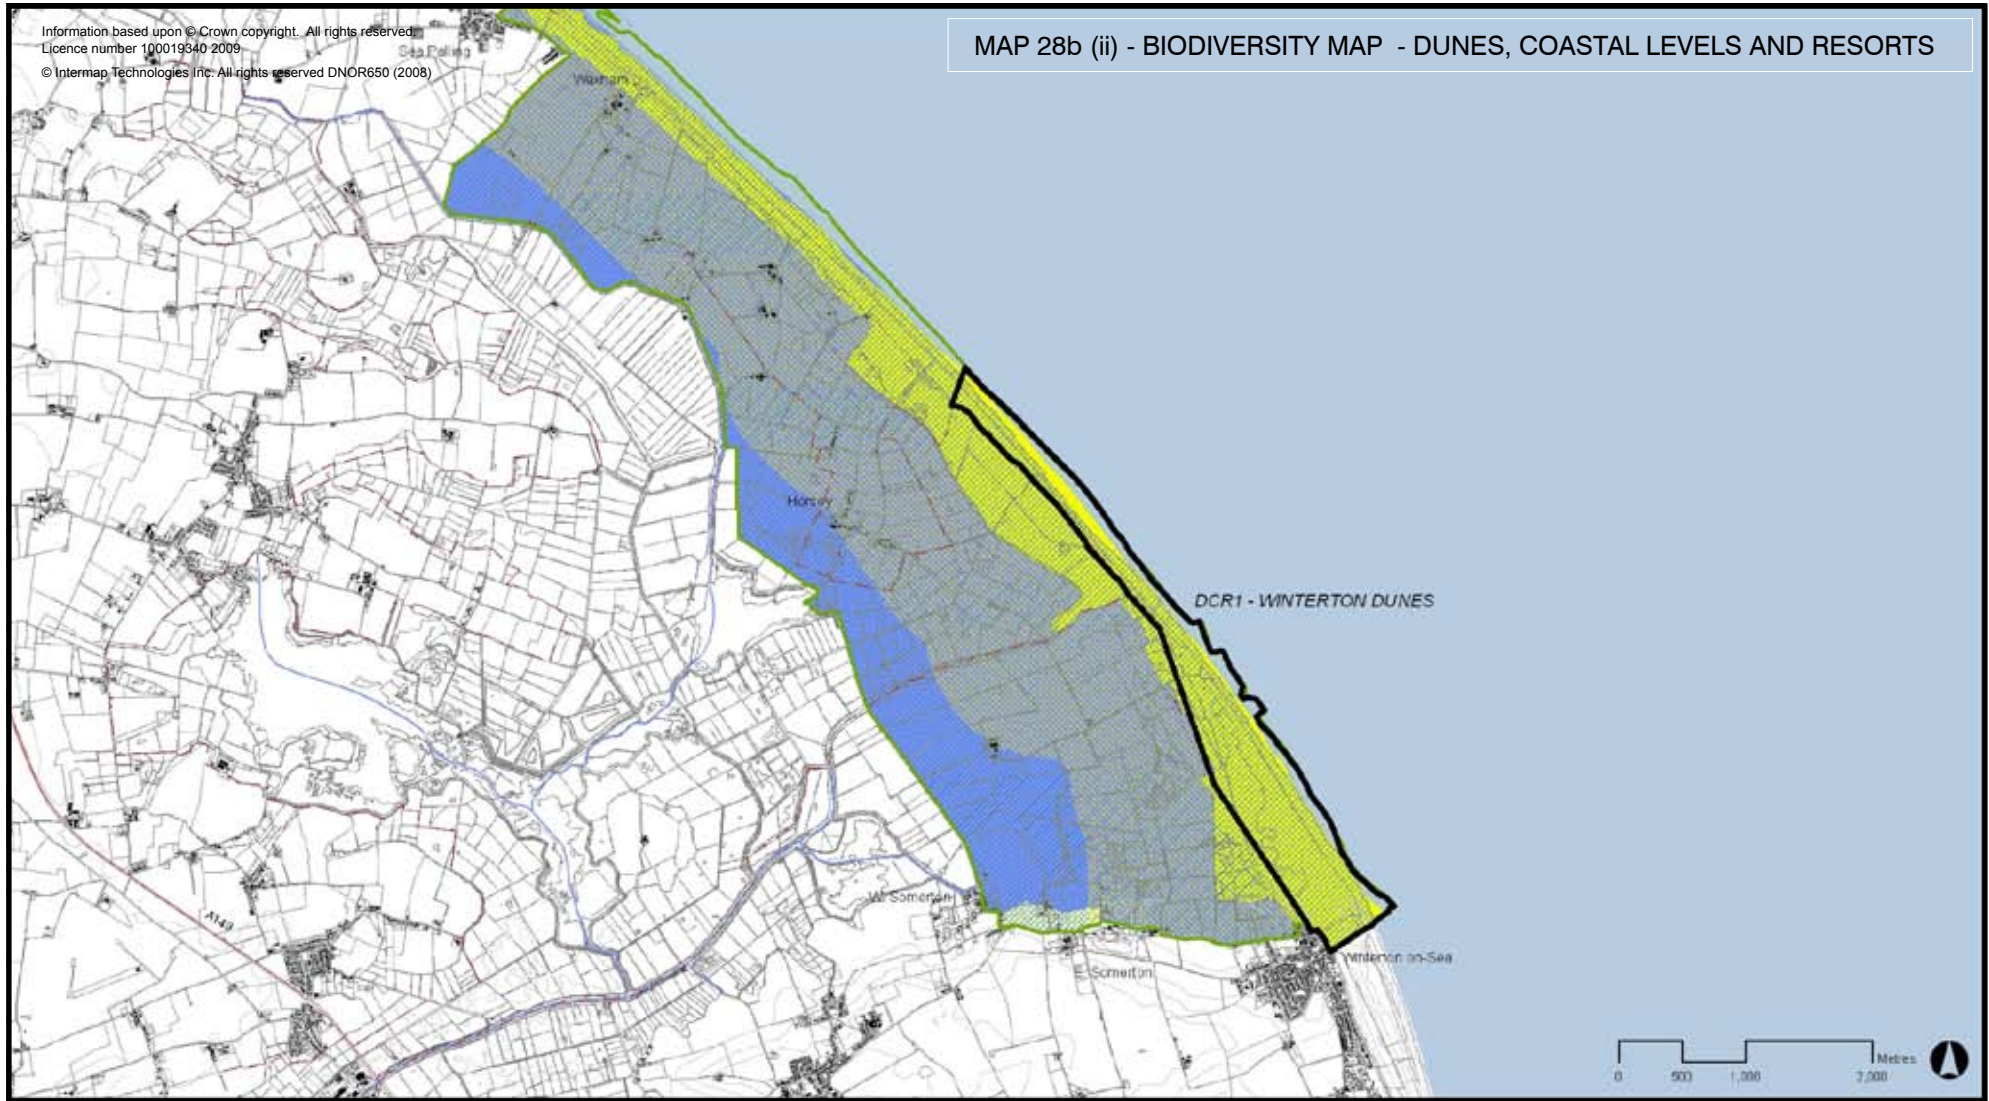 Information based upon © Crown copyright. All rights reserved.
Licence number 100019340 2009
© Intermap Technologies Inc. All rights reserved DNOR650 (2008)
MAP 28b (ii) - BIODIVERSITY MAP - DUNES, COASTAL LEVELS AND RESORTS
Sea Palling
Waxham
Horsey
DCR1 - WINTERTON DUNES
W. Somerton
E. Somerton
Winterton on-Sea
A149
Metres
0 500 1,000 2,000